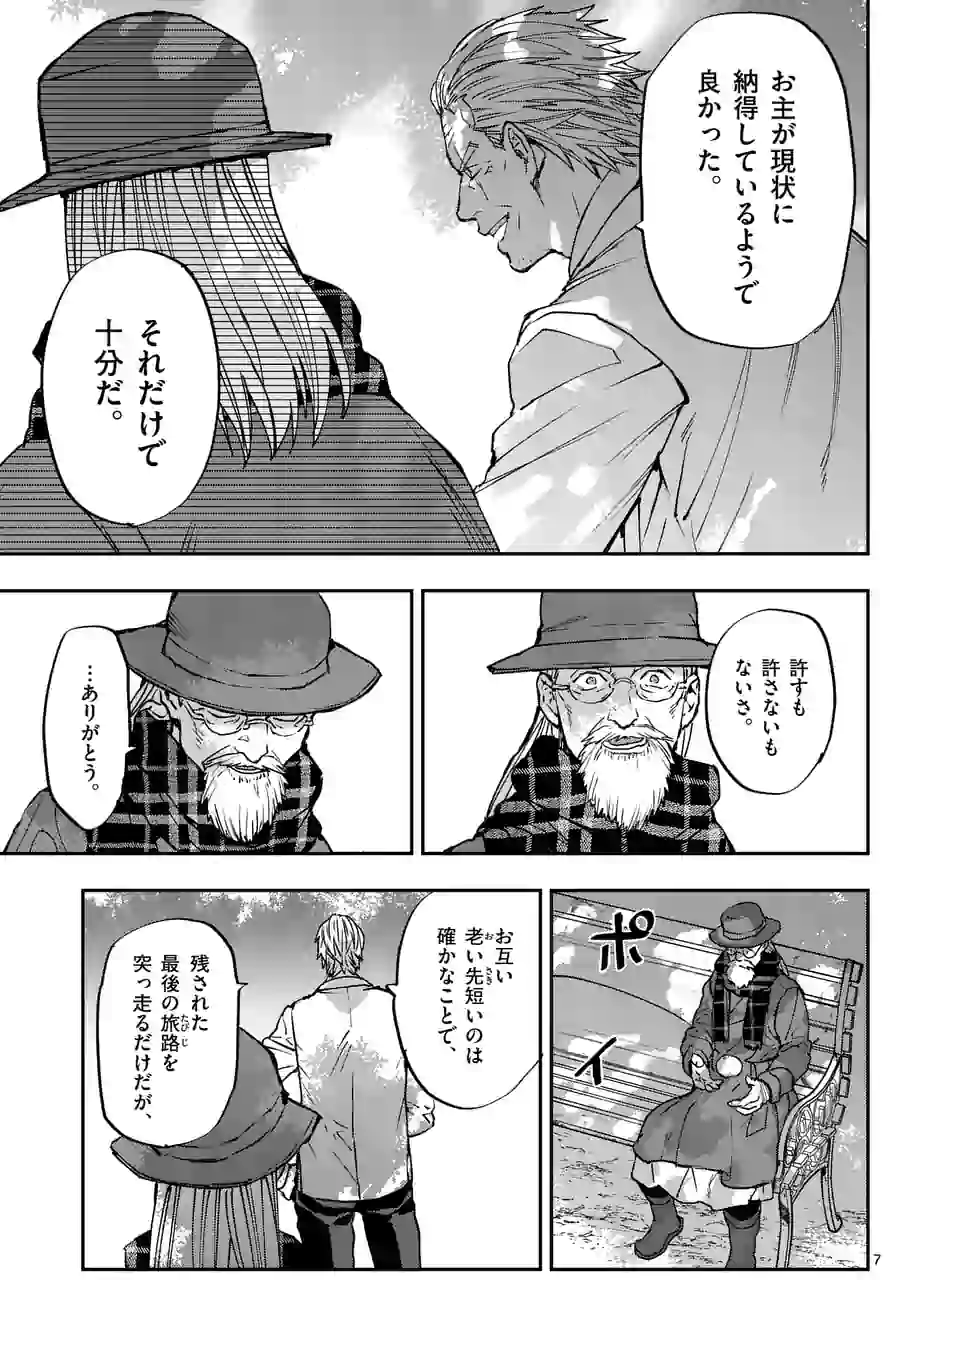 お主が現状に
納得しているようで
良かった。
それだけで
十分だ。
許すも
許さないも
ないさ。
…ありがとう。
ポイ
お互い
老い先短いのは
確かなことで、
残された
最後の旅路を
突っ走るだけだが、
7